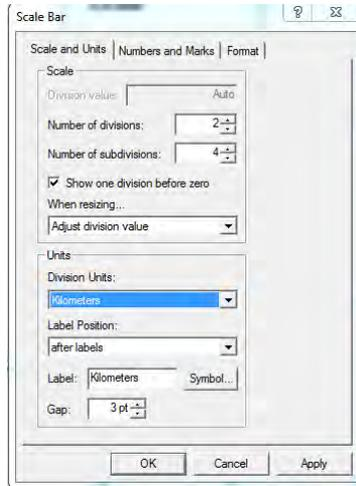 Scale Bar
Scale and Units Numbers and Marks Format
Scale
Division value: Auto
Number of divisions: 2
Number of subdivisions: 4
Show one division before zero
When resizing...
Adjust division value
Units
Division Units:
Kilometers
Label Position:
after labels
Label: Kilometers Symbol...
Gap: 3 pt
OK Cancel Apply